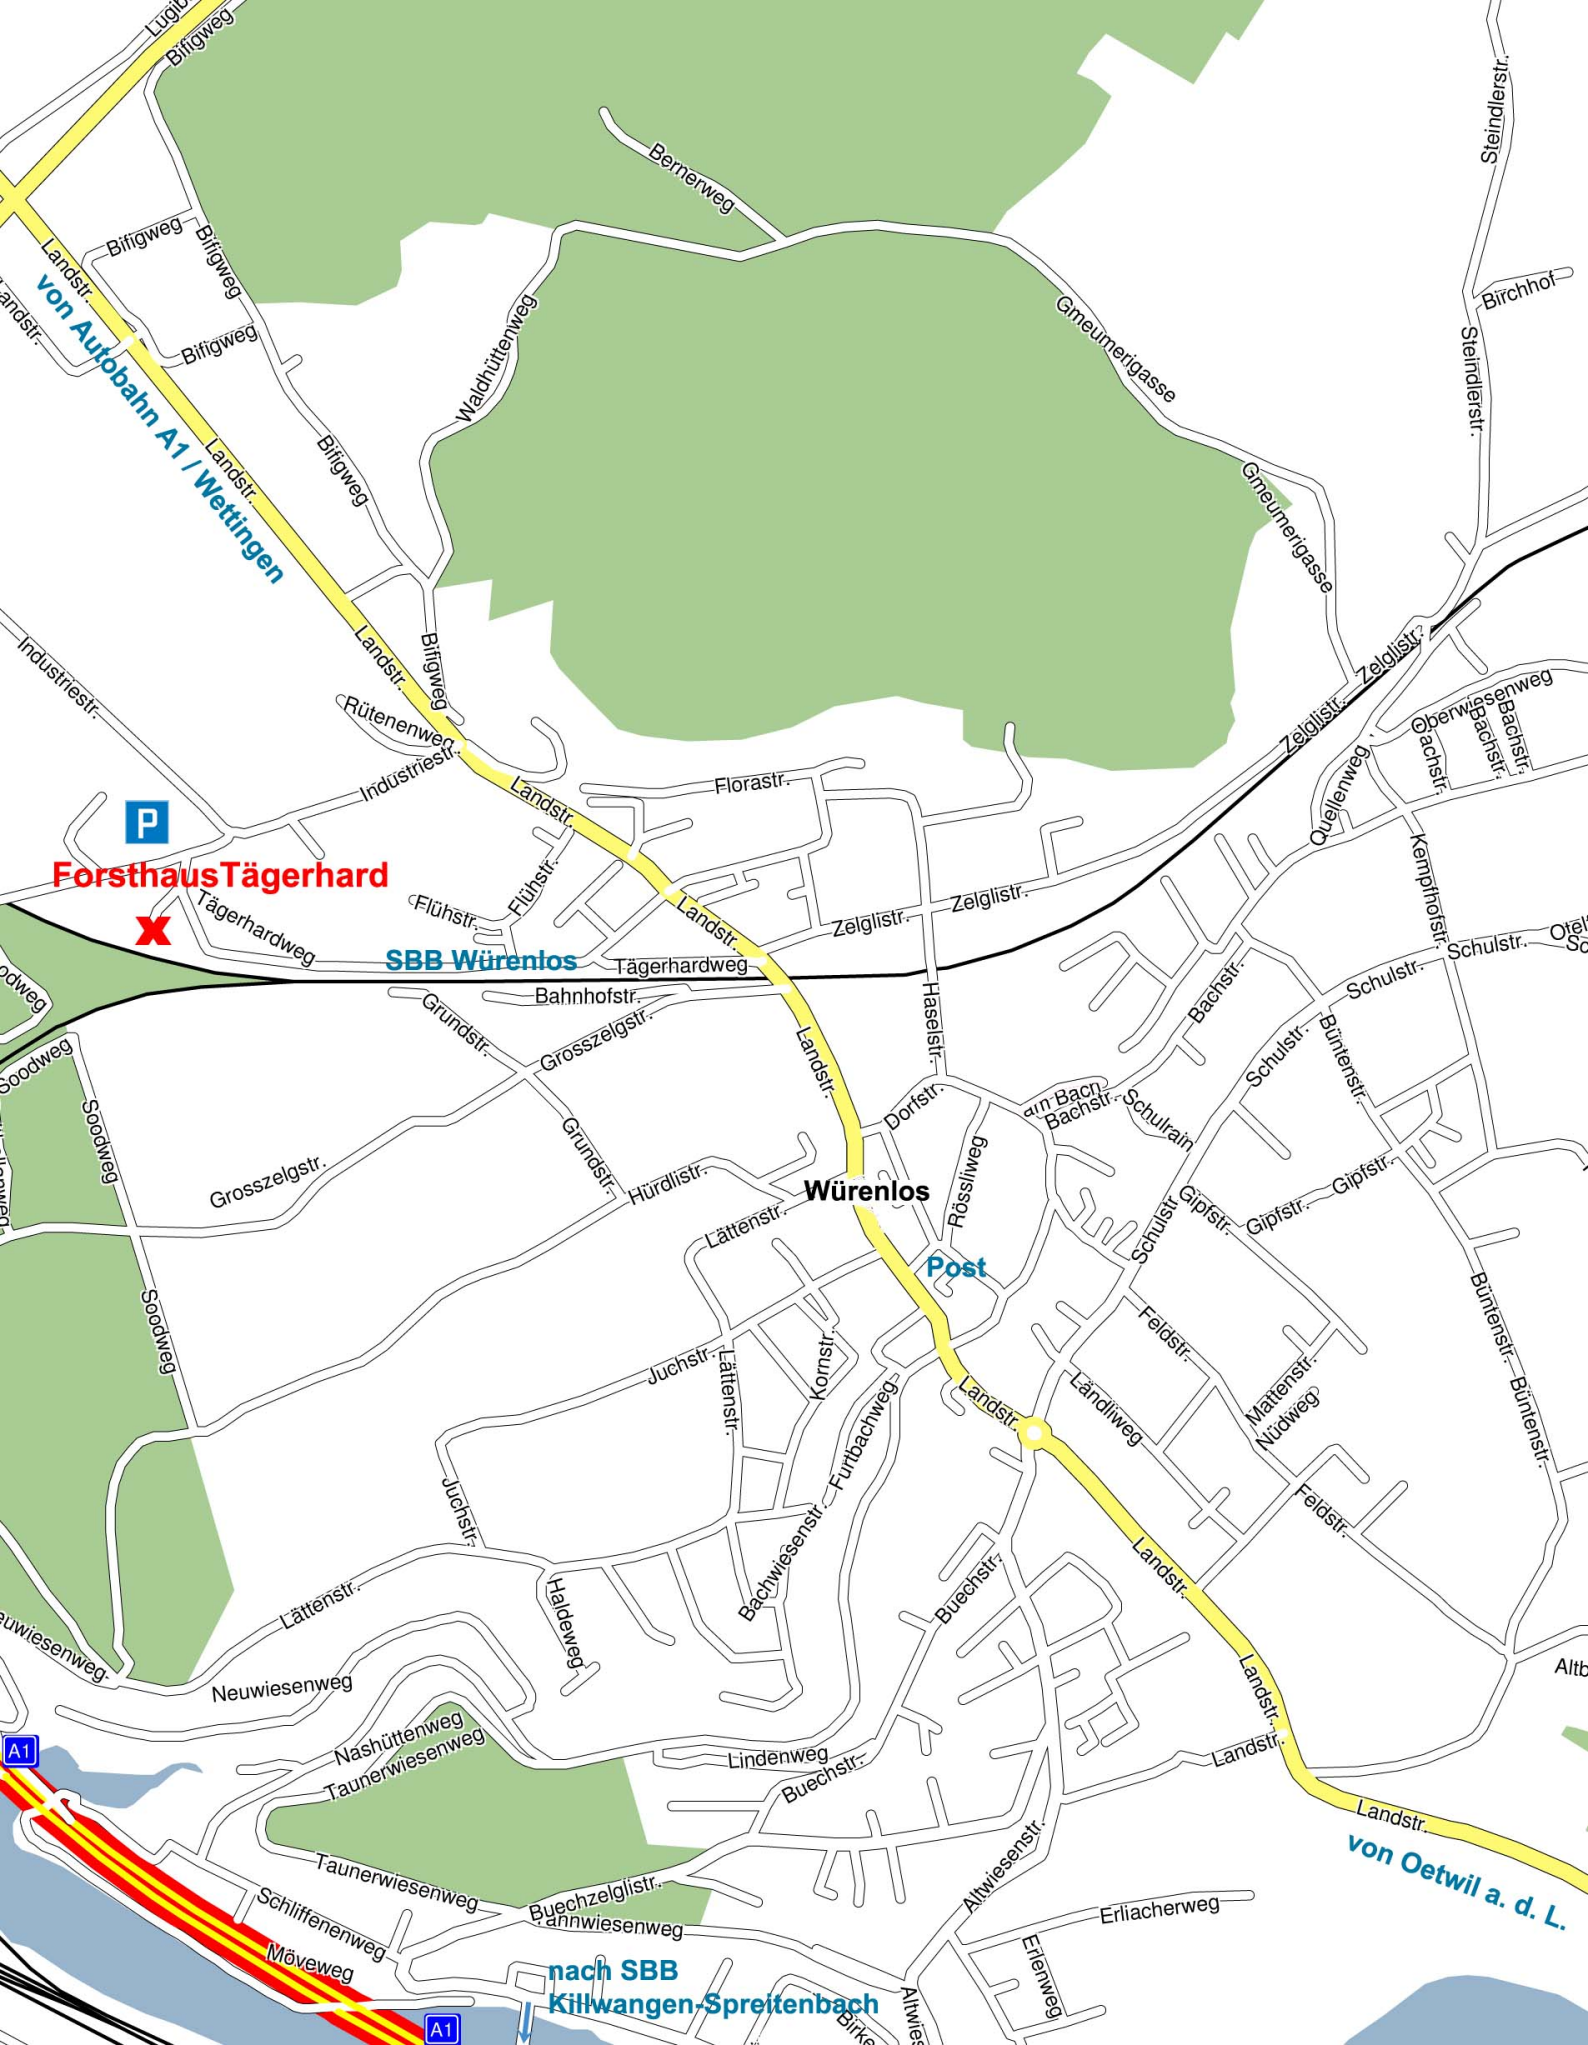 Bifigweg
Steindlerstr.
Bernerweg
Bifigweg
Bifigweg
Landstr.
Birchhof
von Autobahn A1 / Wettingen
Waldhüttenweg
Gmeumerigasse
Bifigweg
Steindlerstr.
Landstr.
Bifigweg
Gmeumerigasse
Industriestr.
Landstr.
Bifigweg
Zelglistr.
Rütenenweg
Oberwiesenweg
Zelglistr.
Bachstr.
Bachstr.
Industriestr.
Florastr.
Landstr.
Quellenweg
P
ForsthausTägerhard
X
Flühstr.
Kempfhofstr.
Tägerhardweg
Flühstr.
Landstr.
Zelglistr.
Zelglistr.
Schulstr.
SBB Würenlos
Tägerhardweg
Schulstr.
Bahnhofstr.
Bachstr.
Grundstr.
Grosszelgstr.
Haselstr.
Büntenstr.
Schulstr.
Soodweg
Landstr.
Dorfstr.
Bachstr.
Schulrain
Soodweg
Grundstr.
Grosszelgstr.
Hürdlistr.
Würenlos
Rössliweg
Gipfstr.
Gipfstr.
Gipfstr.
Lättenstr.
Schulstr.
Post
Soodweg
Feldstr.
Büntenstr.
Juchstr.
Lättenstr.
Kornstr.
Landstr.
Ländliweg
Mattenstr.
Nüdweg
Büntenstr.
Furtbachweg
Juchstr.
Feldstr.
Bachwiesenstr.
Landstr.
Buechstr.
Lättenstr.
Haldeweg
Neuwiesenweg
Landstr.
Nashüttenweg
Taunerwiesenweg
A1
Lindenweg
Buechstr.
Landstr.
Landstr.
von Oetwil a. d. L.
Altwiesenstr.
Taunerwiesenweg
Buechzelglistr.
Schliffenenweg
Erliacherweg
Möveweg
Erlenweg
nach SBB
Killwangen-Spreitenbach
A1